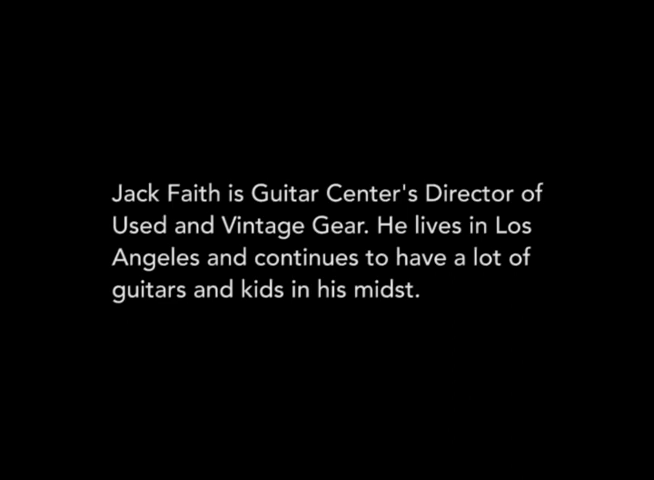 Jack Faith is Guitar Center's Director of
Used and Vintage Gear. He lives in Los
Angeles and continues to have a lot of
guitars and kids in his midst.